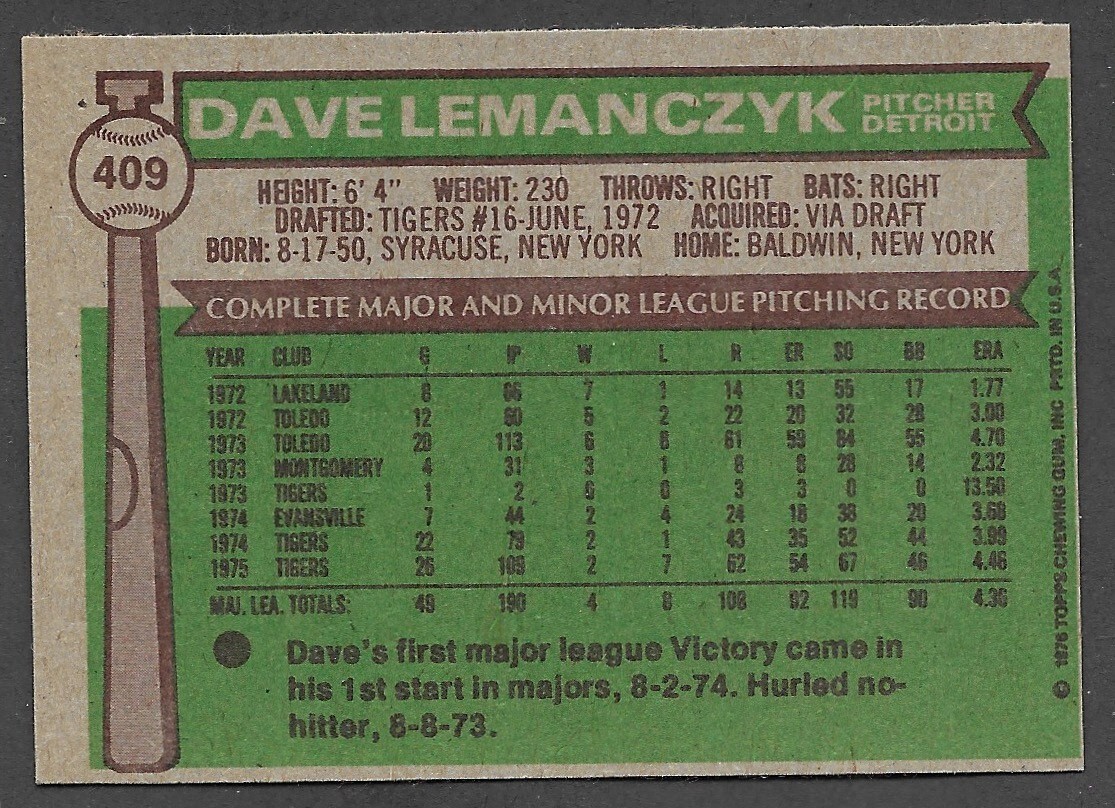 409
DAVE LEMANCZYK PITCHER DETROIT
HEIGHT: 6' 4" WEIGHT: 230 THROWS: RIGHT BATS: RIGHT
DRAFTED: TIGERS #16-JUNE, 1972 ACQUIRED: VIA DRAFT
BORN: 8-17-50, SYRACUSE, NEW YORK HOME: BALDWIN, NEW YORK
COMPLETE MAJOR AND MINOR LEAGUE PITCHING RECORD
YEAR CLUB G IP W L R ER SO BB ERA
1972 LAKELAND 8 66 7 1 14 13 55 17 1.77
1972 TOLEDO 12 60 5 2 22 20 32 28 3.00
1973 TOLEDO 20 113 6 61 59 84 55 4.70
1973 MONTGOMERY 4 31 3 1 8 8 28 14 2.32
1973 TIGERS 1 2 0 0 3 3 0 0 13.50
1974 EVANSVILLE 7 44 2 4 24 18 38 20 3.68
1974 TIGERS 22 79 2 1 43 35 52 44 3.99
1975 TIGERS 26 109 2 7 62 54 67 46 4.46
MAJ. LEA. TOTALS: 49 190 4 8 108 92 119 90 4.36
Dave's first major league Victory came in
his 1st start in majors, 8-2-74. Hurled no-
hitter, 8-8-73.
© 1976 TOPPS CHEWING GUM, INC PRTD. IN U.S.A.